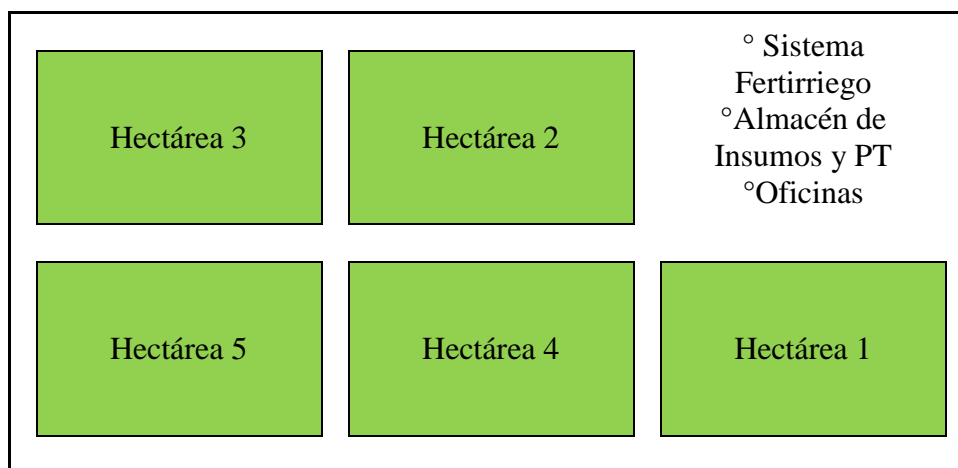 Hectárea 3
Hectárea 2
° Sistema
Fertirriego
°Almacén de
Insumos y PT
°Oficinas
Hectárea 5
Hectárea 4
Hectárea 1